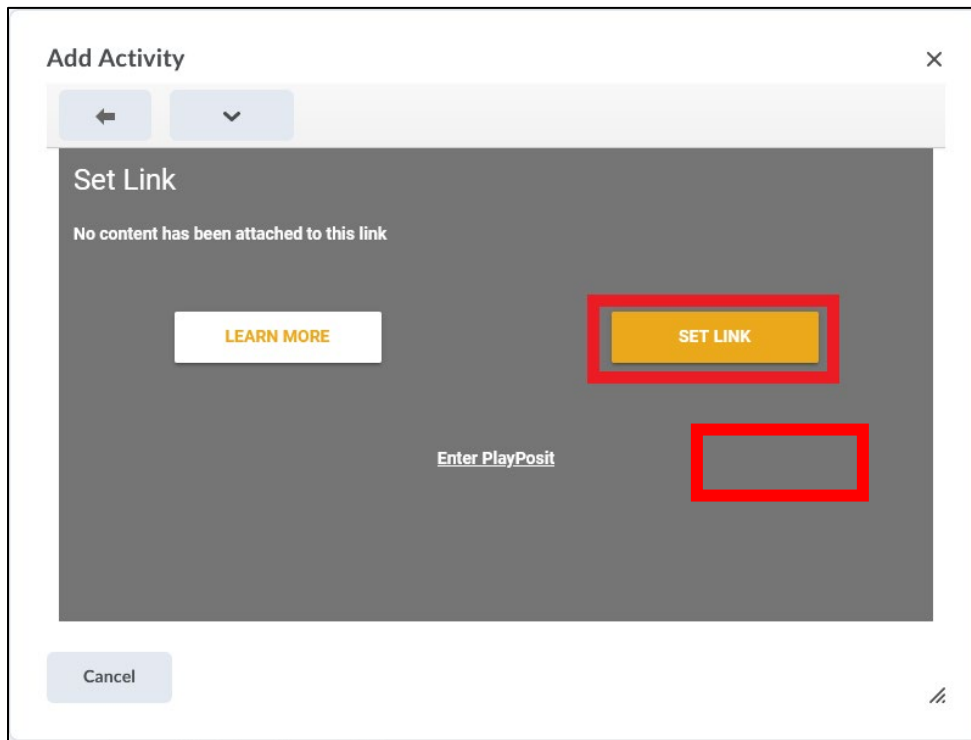 Add Activity
Set Link
No content has been attached to this link
LEARN MORE
SET LINK
Enter PlayPosit
Cancel